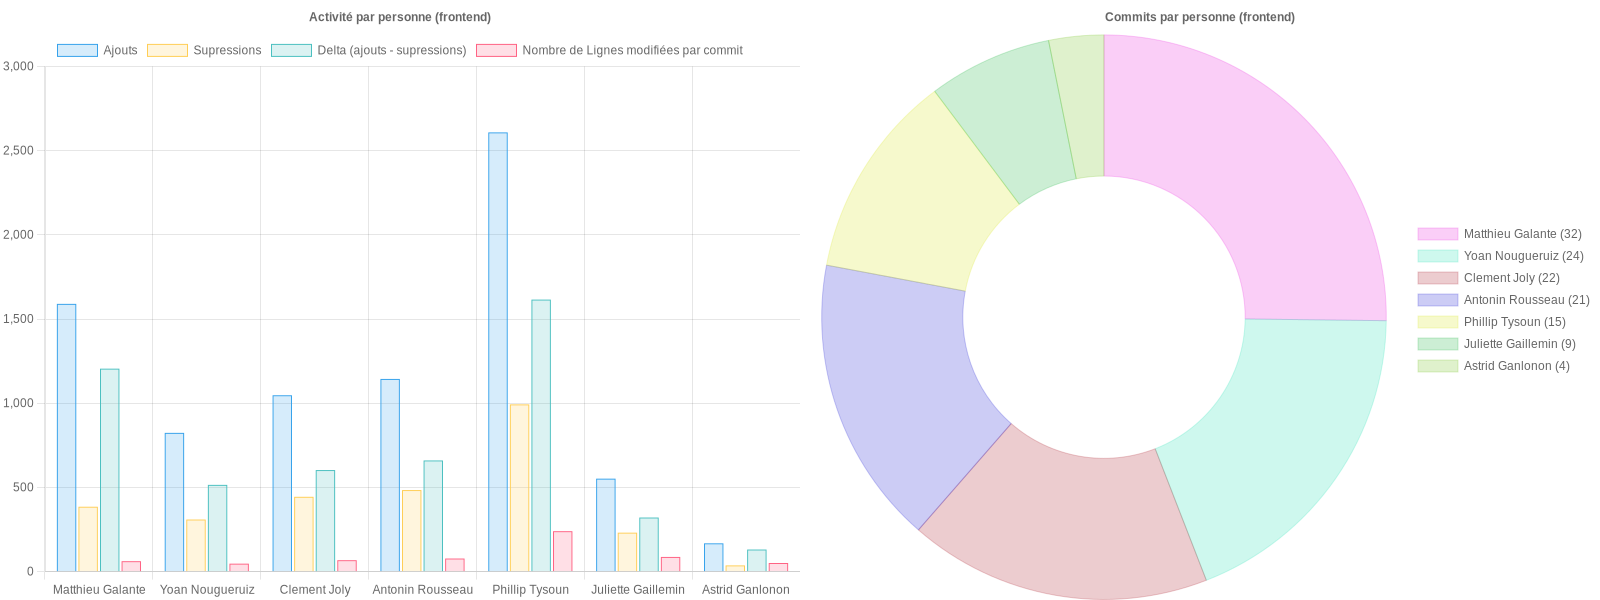 Activité par personne (frontend)
Ajouts
Supressions
Delta (ajouts - supressions)
Nombre de Lignes modifiées par commit
3,000
2,500
2,000
1,500
1,000
500
0
Matthieu Galante
Yoan Nougueruiz
Clement Joly
Antonin Rousseau
Phillip Tysoun
Juliette Gaillemin
Astrid Ganlonon
Commits par personne (frontend)
Matthieu Galante (32)
Yoan Nougueruiz (24)
Clement Joly (22)
Antonin Rousseau (21)
Phillip Tysoun (15)
Juliette Gaillemin (9)
Astrid Ganlonon (4)